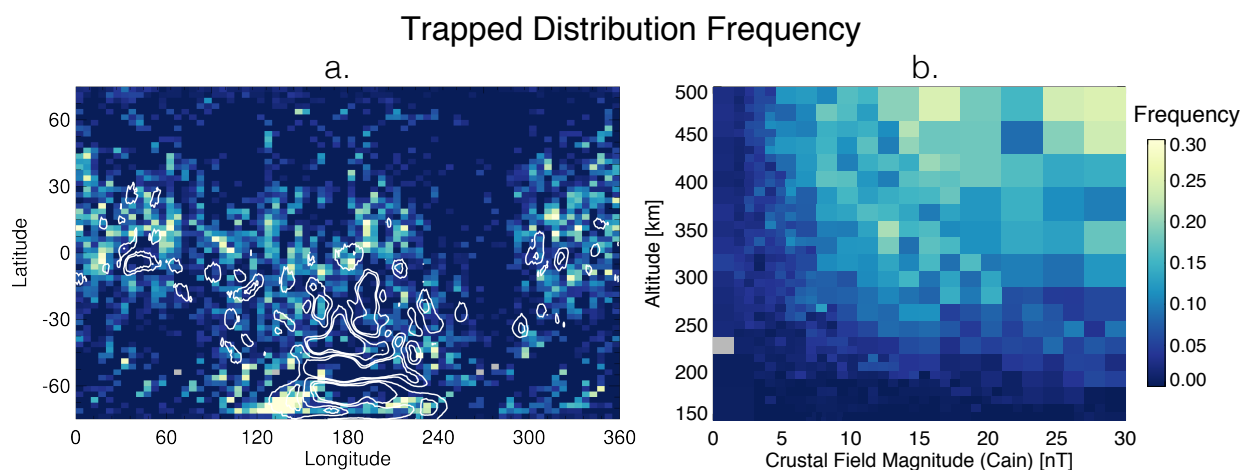 Trapped Distribution Frequency
a.
60
30
0
-30
-60
Latitude
0 60 120 180 240 300 360
Longitude
b.
500
450
400
350
300
250
200
150
Altitude [km]
0 5 10 15 20 25 30
Crustal Field Magnitude (Cain) [nT]
Frequency
0.30
0.25
0.20
0.15
0.10
0.05
0.00